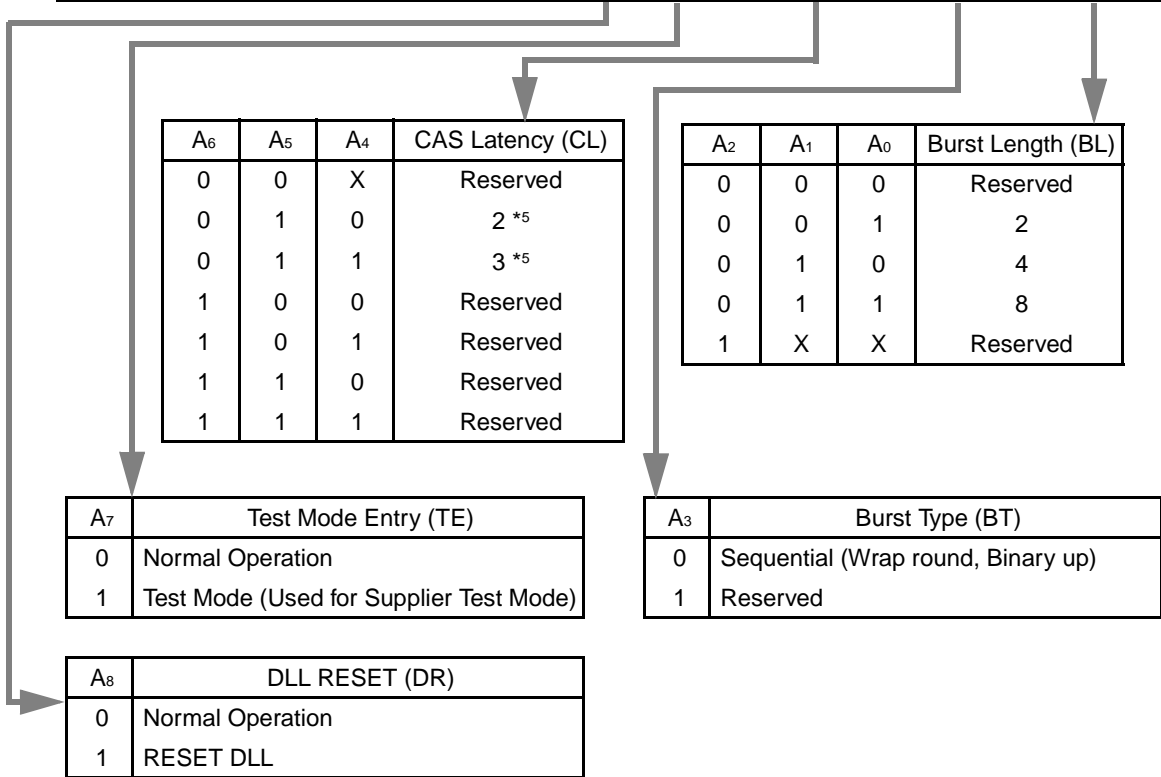 A6 A5 A4 CAS Latency (CL)
0 0 X Reserved
0 1 0 2 *5
0 1 1 3 *5
1 0 0 Reserved
1 0 1 Reserved
1 1 0 Reserved
1 1 1 Reserved
A2 A1 A0 Burst Length (BL)
0 0 0 Reserved
0 0 1 2
0 1 0 4
0 1 1 8
1 X X Reserved
A7 Test Mode Entry (TE)
0 Normal Operation
1 Test Mode (Used for Supplier Test Mode)
A3 Burst Type (BT)
0 Sequential (Wrap round, Binary up)
1 Reserved
A8 DLL RESET (DR)
0 Normal Operation
1 RESET DLL